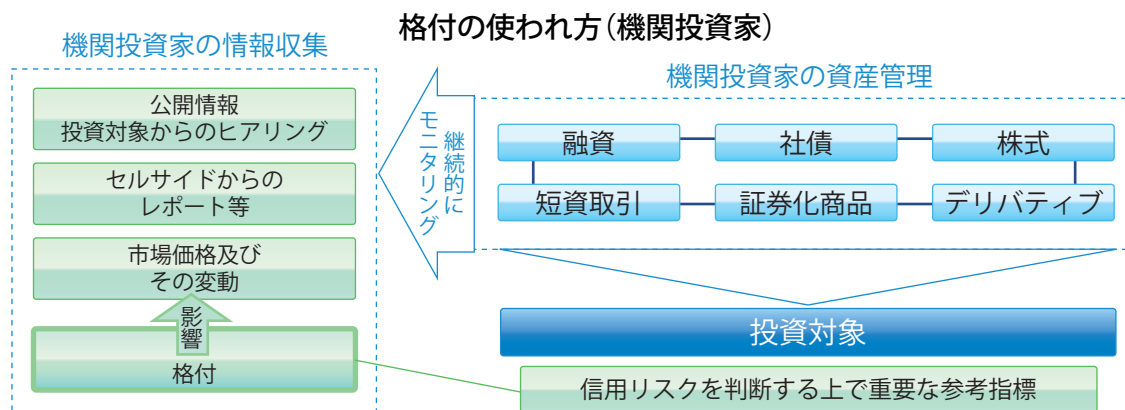 格付の使われ方（機関投資家）
機関投資家の情報収集
公開情報
投資対象からのヒアリング
セルサイドからの
レポート等
市場価格及び
その変動
影響
格付
継続的に
モニタリング
機関投資家の資産管理
融資
社債
株式
短資取引
証券化商品
デリバティブ
投資対象
信用リスクを判断する上で重要な参考指標